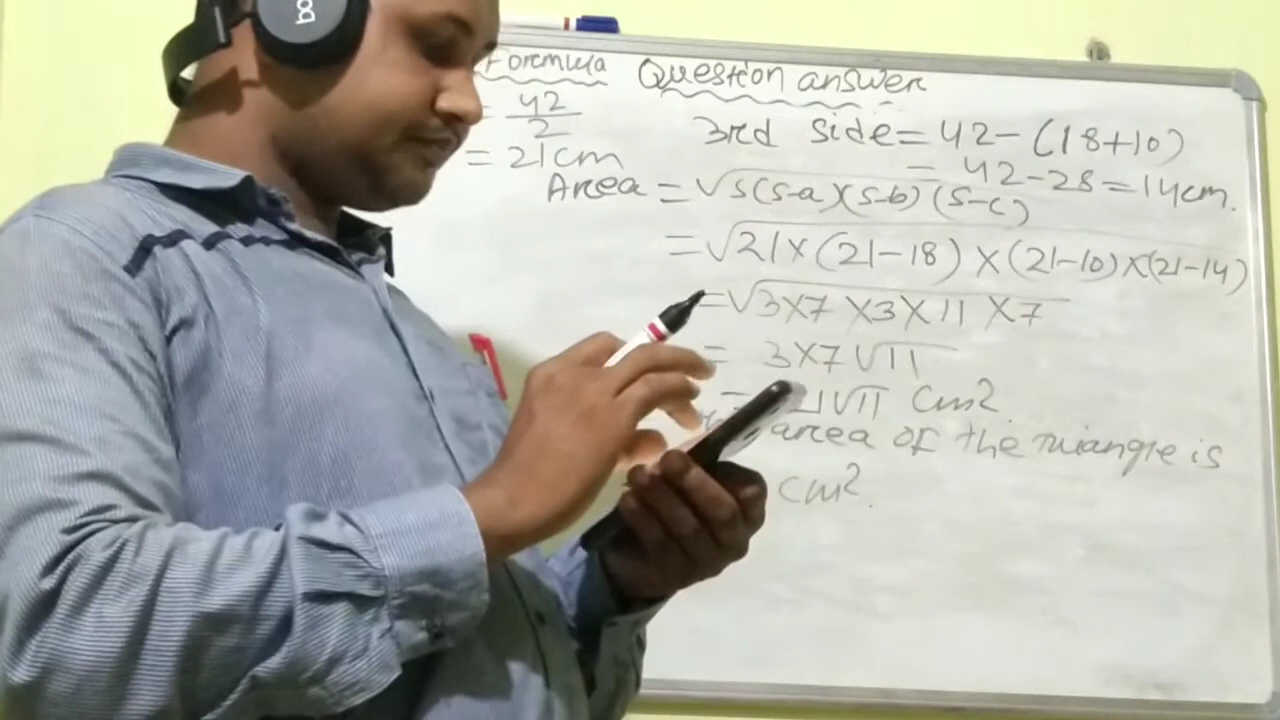 bo
Formula Question answer
= 42/2
= 21cm
3rd side = 42 - (18+10)
= 42-28 = 14cm.
Area = √s(s-a)(s-b)(s-c)
= √21×(21-18)×(21-10)×(21-14)
= √3×7×3×11×7
= 3×7√11
= 21√11 cm²
area of the triangle is
cm².